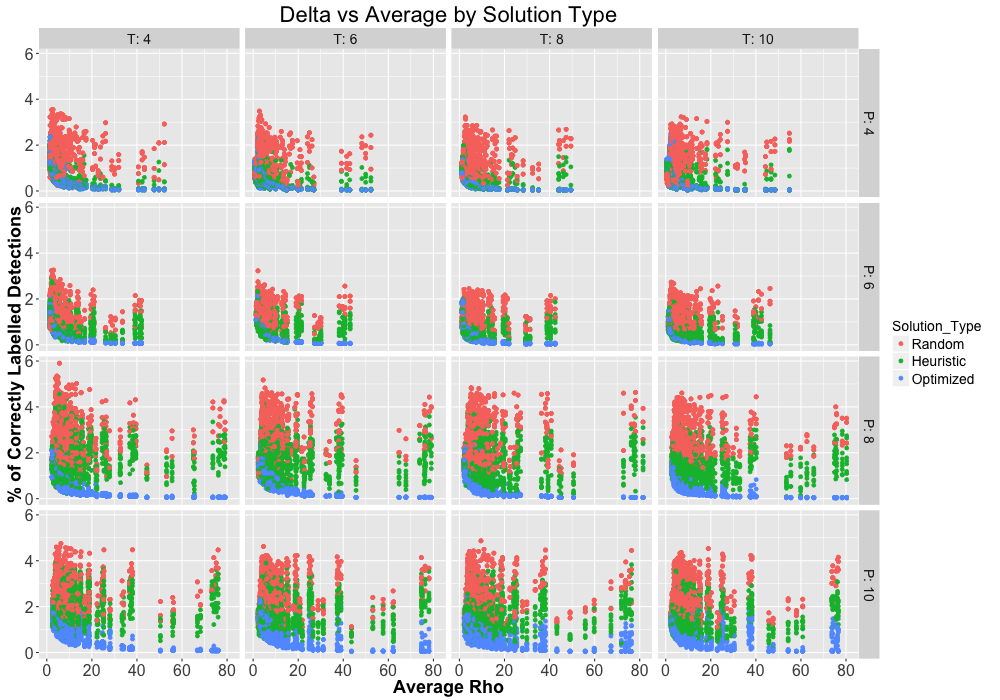 Delta vs Average by Solution Type
T: 4 T: 6 T: 8 T: 10
6
4
2
0
P: 4
6
4
2
0
P: 6
6
4
2
0
P: 8
6
4
2
0
P: 10
% of Correctly Labelled Detections
0 20 40 60 80 0 20 40 60 80 0 20 40 60 80 0 20 40 60 80
Average Rho
Solution_Type
Random
Heuristic
Optimized